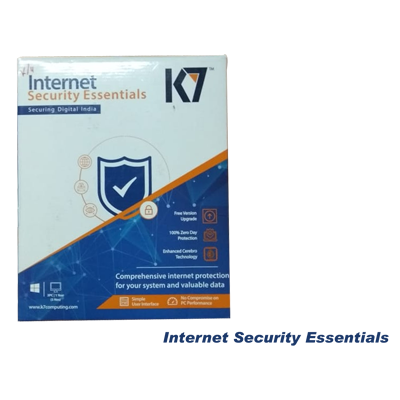 Internet
Security Essentials
Securing Digital India
K7
TM
Free Version
Upgrade
100% Zero Day
Protection
Enhanced Cerebro
Technology
Comprehensive internet protection
for your system and valuable data
Simple
User Interface
No Compromise on
PC Performance
www.k7computing.com
Internet Security Essentials